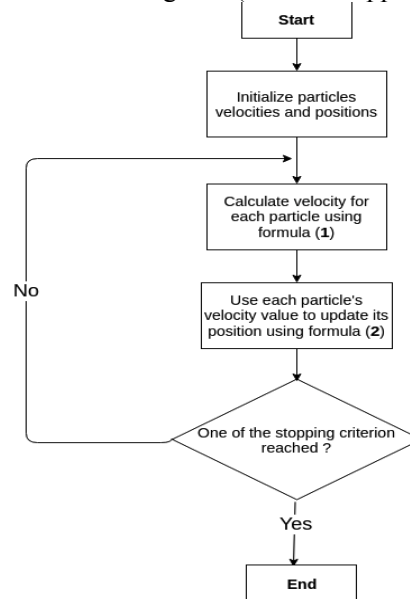 Start
Initialize particles
velocities and positions
Calculate velocity for
each particle using
formula (1)
No
Use each particle's
velocity value to update its
position using formula (2)
One of the stopping criterion
reached ?
Yes
End